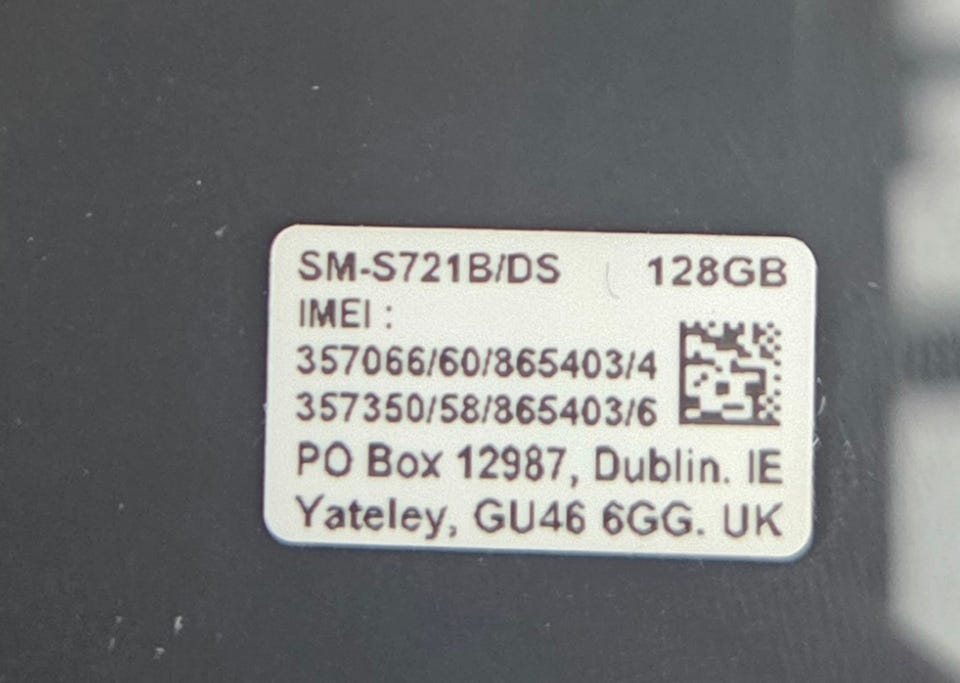 SM-S721B/DS 128GB
IMEI :
357066/60/865403/4
357350/58/865403/6
PO Box 12987, Dublin. IE
Yateley, GU46 6GG. UK